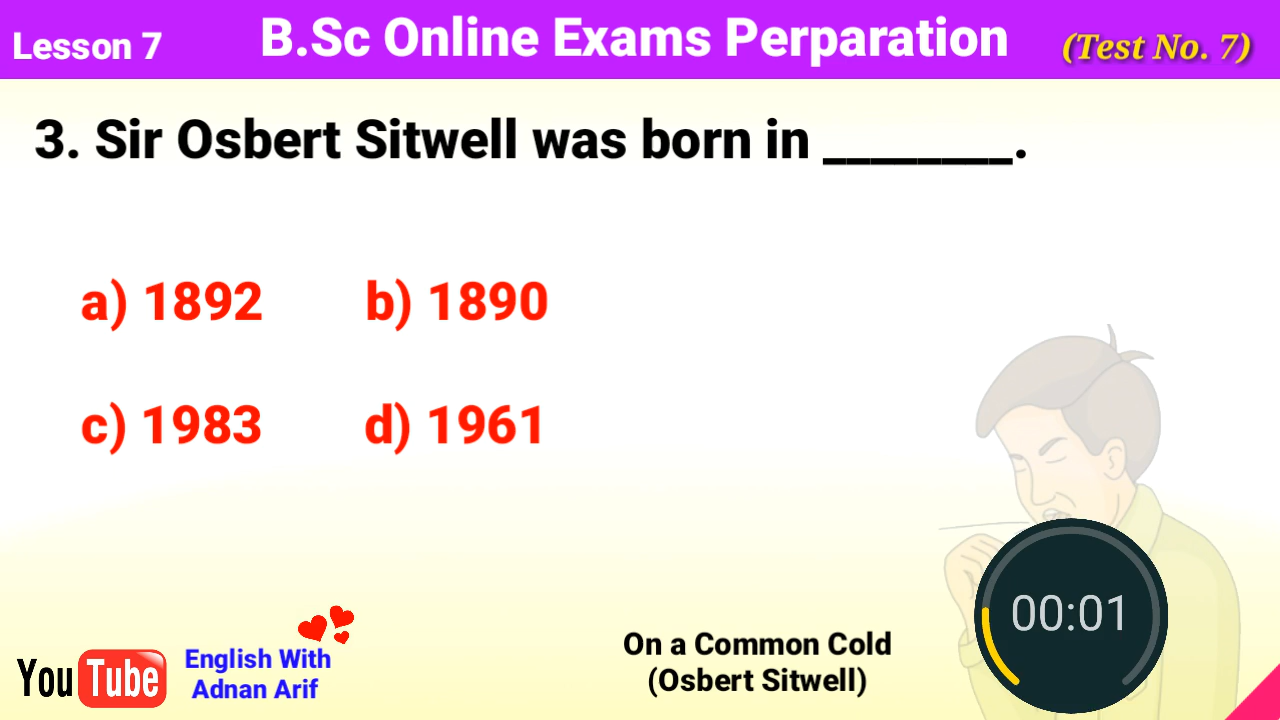 Lesson 7
B.Sc Online Exams Perparation
(Test No. 7)
3. Sir Osbert Sitwell was born in ________.
a) 1892 b) 1890
c) 1983 d) 1961
00:01
On a Common Cold
(Osbert Sitwell)
YouTube
English With
Adnan Arif